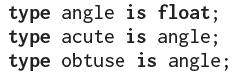 type angle is float;
type acute is angle;
type obtuse is angle;